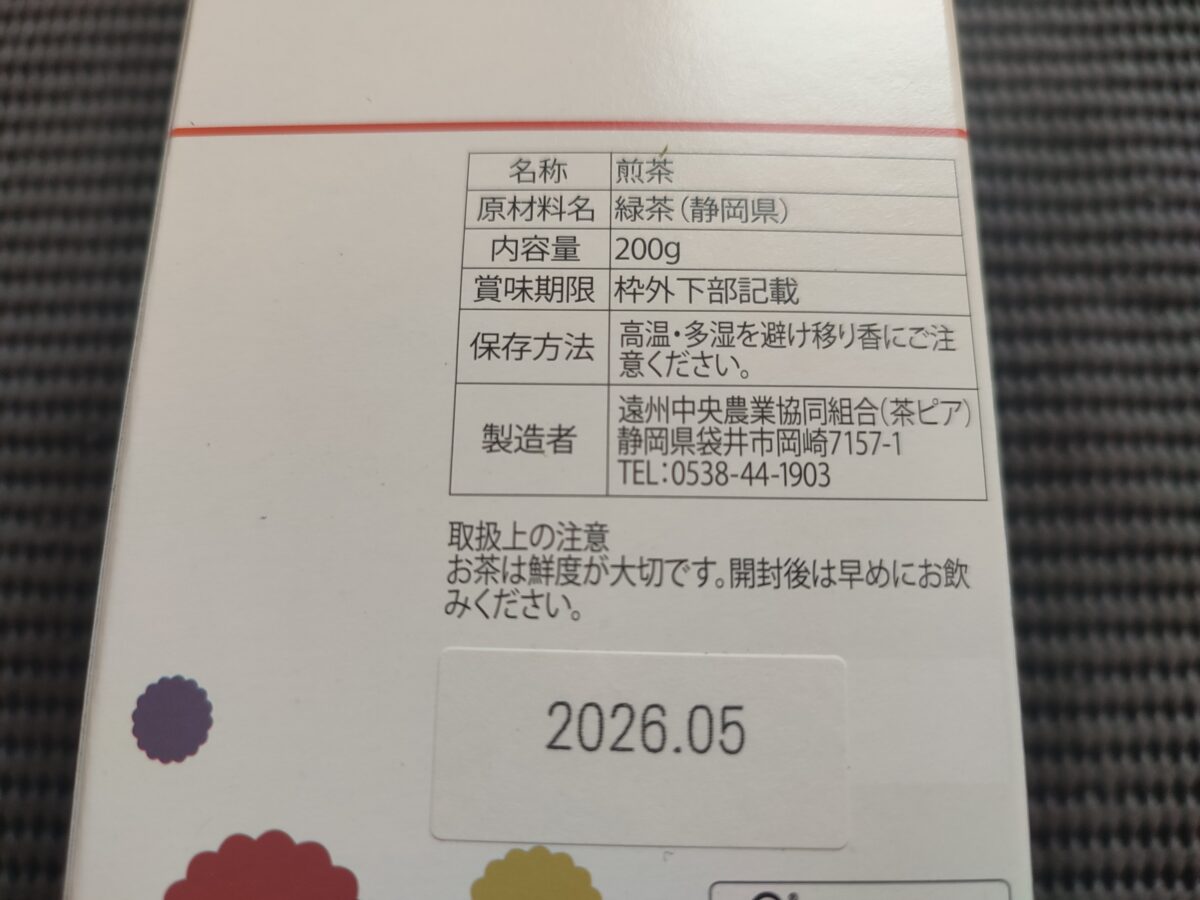 名称 煎茶
原材料名 緑茶(静岡県)
内容量 200g
賞味期限 枠外下部記載
保存方法 高温・多湿を避け移り香にご注
意ください。
製造者 遠州中央農業協同組合(茶ピア)
静岡県袋井市岡崎7157-1
TEL:0538-44-1903
取扱上の注意
お茶は鮮度が大切です。開封後は早めにお飲
みください。
2026.05